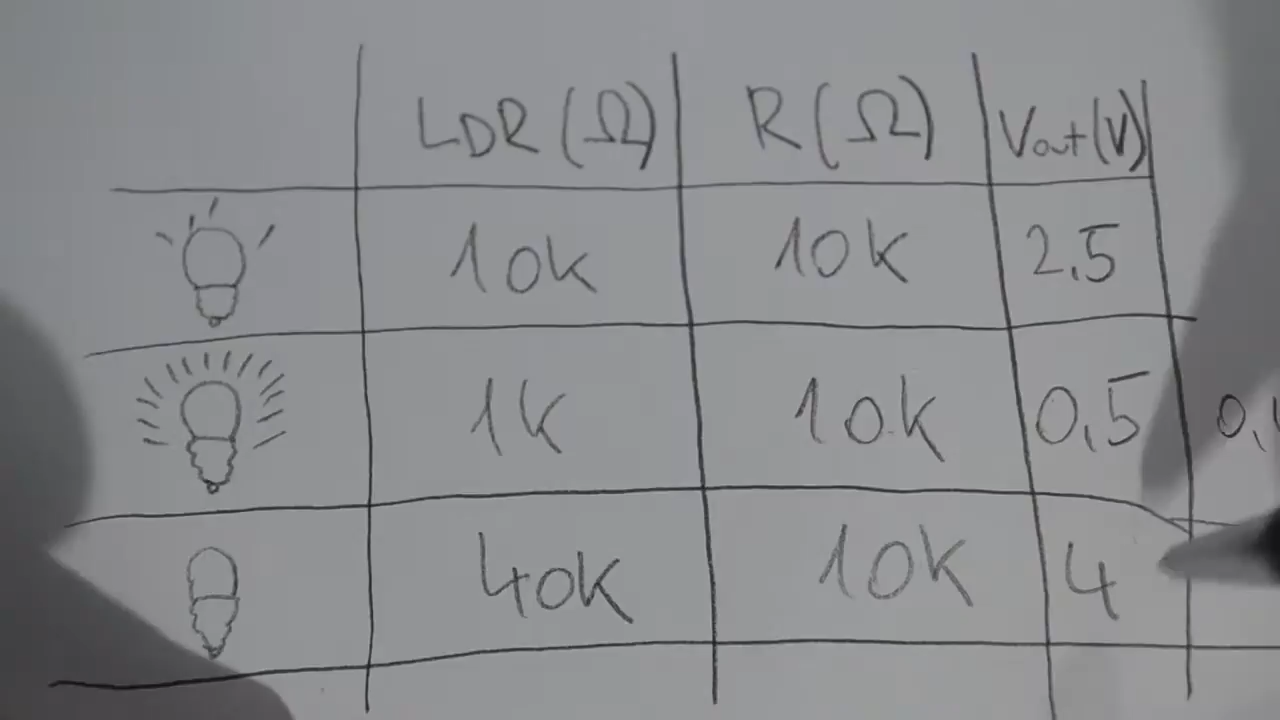 LDR (Ω) R (Ω) Vout (V)
10k 10k 2.5
1k 10k 0,5
40k 10k 4